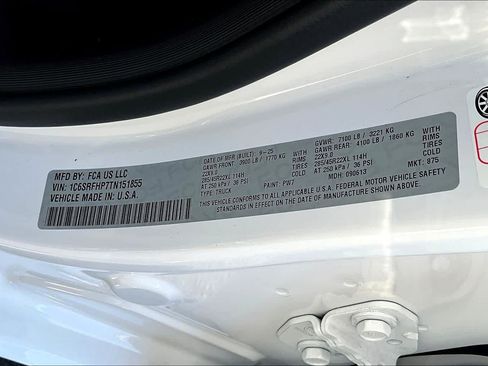 MFD BY: FCA US LLC
VIN: 1C6SRFHP7TN151855
VEHICLE MADE IN U.S.A.
DATE OF MFR (BUILT): 9-25
GAWR FRONT: 3900 LB / 1770 KG
22X9.0 TIRES
285/45R22XL 114H
AT 250 kPA / 36 PSI
TYPE: TRUCK PAINT: PW7
GVWR: 7100 LB / 3221 KG
GAWR REAR: 4100 LB / 1860 KG
22X9.0 TIRES
285/45R22XL 114H
AT 250 kPA / 36 PSI
MDH: 090613 MKT: 875
THIS VEHICLE CONFORMS TO ALL APPLICABLE U.S.A. FEDERAL MOTOR VEHICLE SAFETY
STANDARDS IN EFFECT ON THE DATE OF MANUFACTURE SHOWN ABOVE.